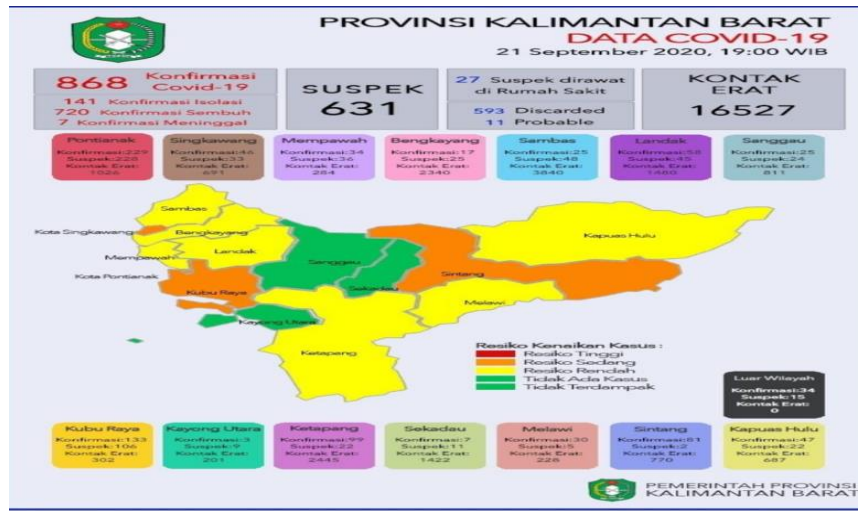 PROVINSI KALIMANTAN BARAT
DATA COVID-19
21 September 2020, 19:00 WIB
868 Konfirmasi Covid-19
141 Konfirmasi Isolasi
720 Konfirmasi Sembuh
7 Konfirmasi Meninggal
SUSPEK
631
27 Suspek dirawat
di Rumah Sakit
593 Discarded
11 Probable
KONTAK
ERAT
16527
Pontianak
Konfirmasi:229
Suspek:228
Kontak Erat:
1026
Singkawang
Konfirmasi:46
Suspek:33
Kontak Erat:
691
Mempawah
Konfirmasi:34
Suspek:36
Kontak Erat:
284
Bengkayang
Konfirmasi:17
Suspek:25
Kontak Erat:
2340
Sambas
Konfirmasi:25
Suspek:48
Kontak Erat:
3840
Landak
Konfirmasi:58
Suspek:45
Kontak Erat:
1480
Sanggau
Konfirmasi:25
Suspek:24
Kontak Erat:
811
Sambas
Kota Singkawang
Bengkayang
Landak
Mempawah
Kota Pontianak
Kubu Raya
Sanggau
Sekadau
Sintang
Kapuas Hulu
Melawi
Kayong Utara
Ketapang
Resiko Kenaikan Kasus :
Resiko Tinggi
Resiko Sedang
Resiko Rendah
Tidak Ada Kasus
Tidak Terdampak
Luar Wilayah
Konfirmasi:34
Suspek:15
Kontak Erat:
0
Kubu Raya
Konfirmasi:133
Suspek:106
Kontak Erat:
302
Kayong Utara
Konfirmasi:3
Suspek:9
Kontak Erat:
201
Ketapang
Konfirmasi:99
Suspek:22
Kontak Erat:
2445
Sekadau
Konfirmasi:7
Suspek:11
Kontak Erat:
1422
Melawi
Konfirmasi:30
Suspek:5
Kontak Erat:
228
Sintang
Konfirmasi:81
Suspek:2
Kontak Erat:
770
Kapuas Hulu
Konfirmasi:47
Suspek:22
Kontak Erat:
687
PEMERINTAH PROVINSI
KALIMANTAN BARAT